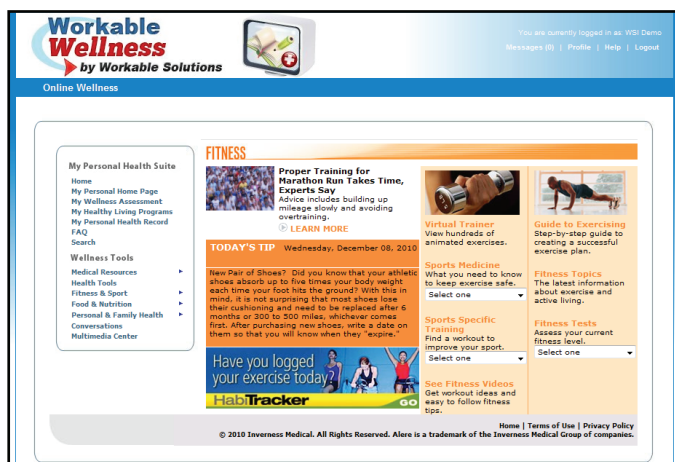 Workable
Wellness
by Workable Solutions
You are currently logged in as WSI Demo
Messages (0) | Profile | Help | Logout
Online Wellness
My Personal Health Suite
Home
My Personal Home Page
My Wellness Assessment
My Healthy Living Programs
My Personal Health Record
FAQ
Search
Wellness Tools
Medical Resources
Health Tools
Fitness & Sport
Food & Nutrition
Personal & Family Health
Conversations
Multimedia Center
FITNESS
Proper Training for
Marathon Run Takes Time,
Experts Say
Advice includes building up
mileage slowly and avoiding
overtraining.
LEARN MORE
TODAY'S TIP Wednesday, December 08, 2010
New Pair of Shoes? Did you know that your athletic
shoes absorb up to five times your body weight
each time your foot hits the ground? With this in
mind, it is not surprising that most shoes lose
their cushioning and need to be replaced after 6
months or 300 to 500 miles, whichever comes
first. After purchasing new shoes, write a date on
them so that you will know when they "expire."
Have you logged
your exercise today?
HabiTracker
GO
Virtual Trainer
View hundreds of
animated exercises.
Sports Medicine
What you need to know
to keep exercise safe.
Select one
Sports Specific
Training
Find a workout to
improve your sport.
Select one
See Fitness Videos
Get workout ideas and
easy to follow fitness
tips.
Guide to Exercising
Step-by-step guide to
creating a successful
exercise plan.
Fitness Topics
The latest information
about exercise and
active living.
Fitness Tests
Assess your current
fitness level.
Select one
Home | Terms of Use | Privacy Policy
© 2010 Inverness Medical. All Rights Reserved. Alere is a trademark of the Inverness Medical Group of companies.